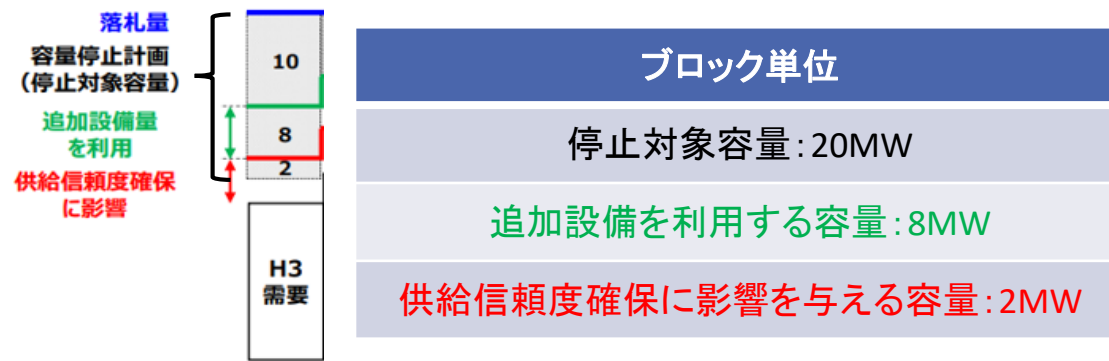 落札量
容量停止計画
（停止対象容量）
追加設備量
を利用
供給信頼度確保
に影響
10
8
2
H3
需要
ブロック単位
停止対象容量：20MW
追加設備を利用する容量：8MW
供給信頼度確保に影響を与える容量：2MW